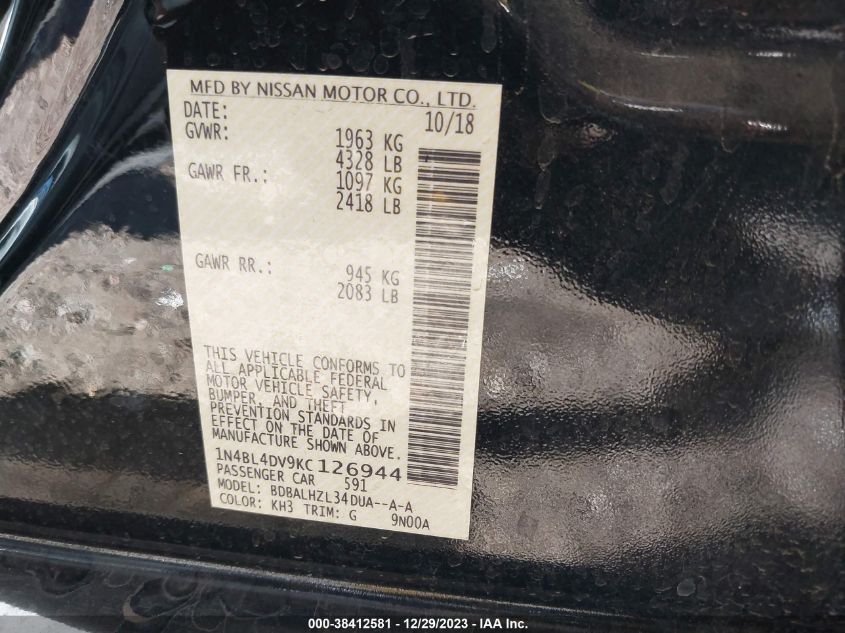 MFD BY NISSAN MOTOR CO., LTD.
DATE: 10/18
GVWR: 1963 KG
4328 LB
GAWR FR.: 1097 KG
2418 LB
GAWR RR.: 945 KG
2083 LB
THIS VEHICLE CONFORMS TO
ALL APPLICABLE FEDERAL
MOTOR VEHICLE SAFETY,
BUMPER, AND THEFT
PREVENTION STANDARDS IN
EFFECT ON THE DATE OF
MANUFACTURE SHOWN ABOVE.
1N4BL4DV9KC126944
PASSENGER CAR 591
MODEL: BDBALHZL34DUA--A-A
COLOR: KH3 TRIM: G 9N00A
000-38412581 - 12/29/2023 - IAA Inc.